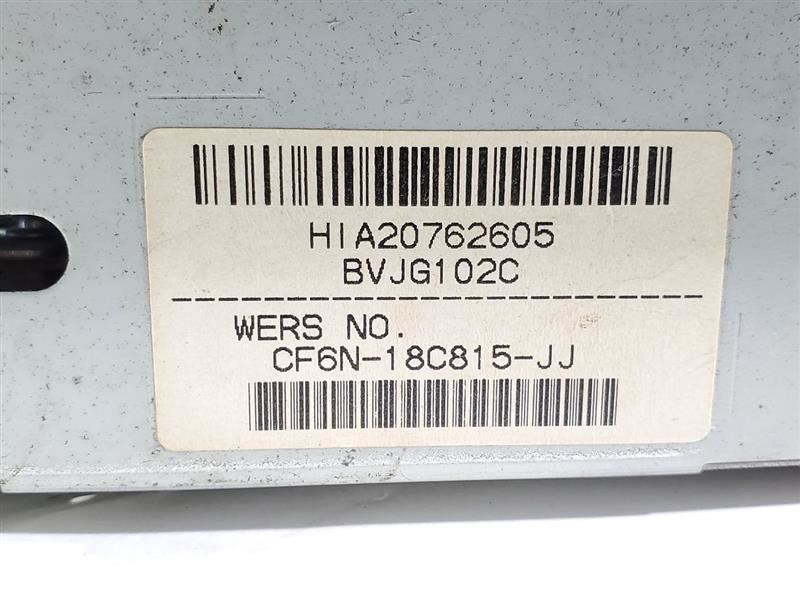 HIA20762605
BVJG102C
WERS NO.
CF6N-18C815-JJ